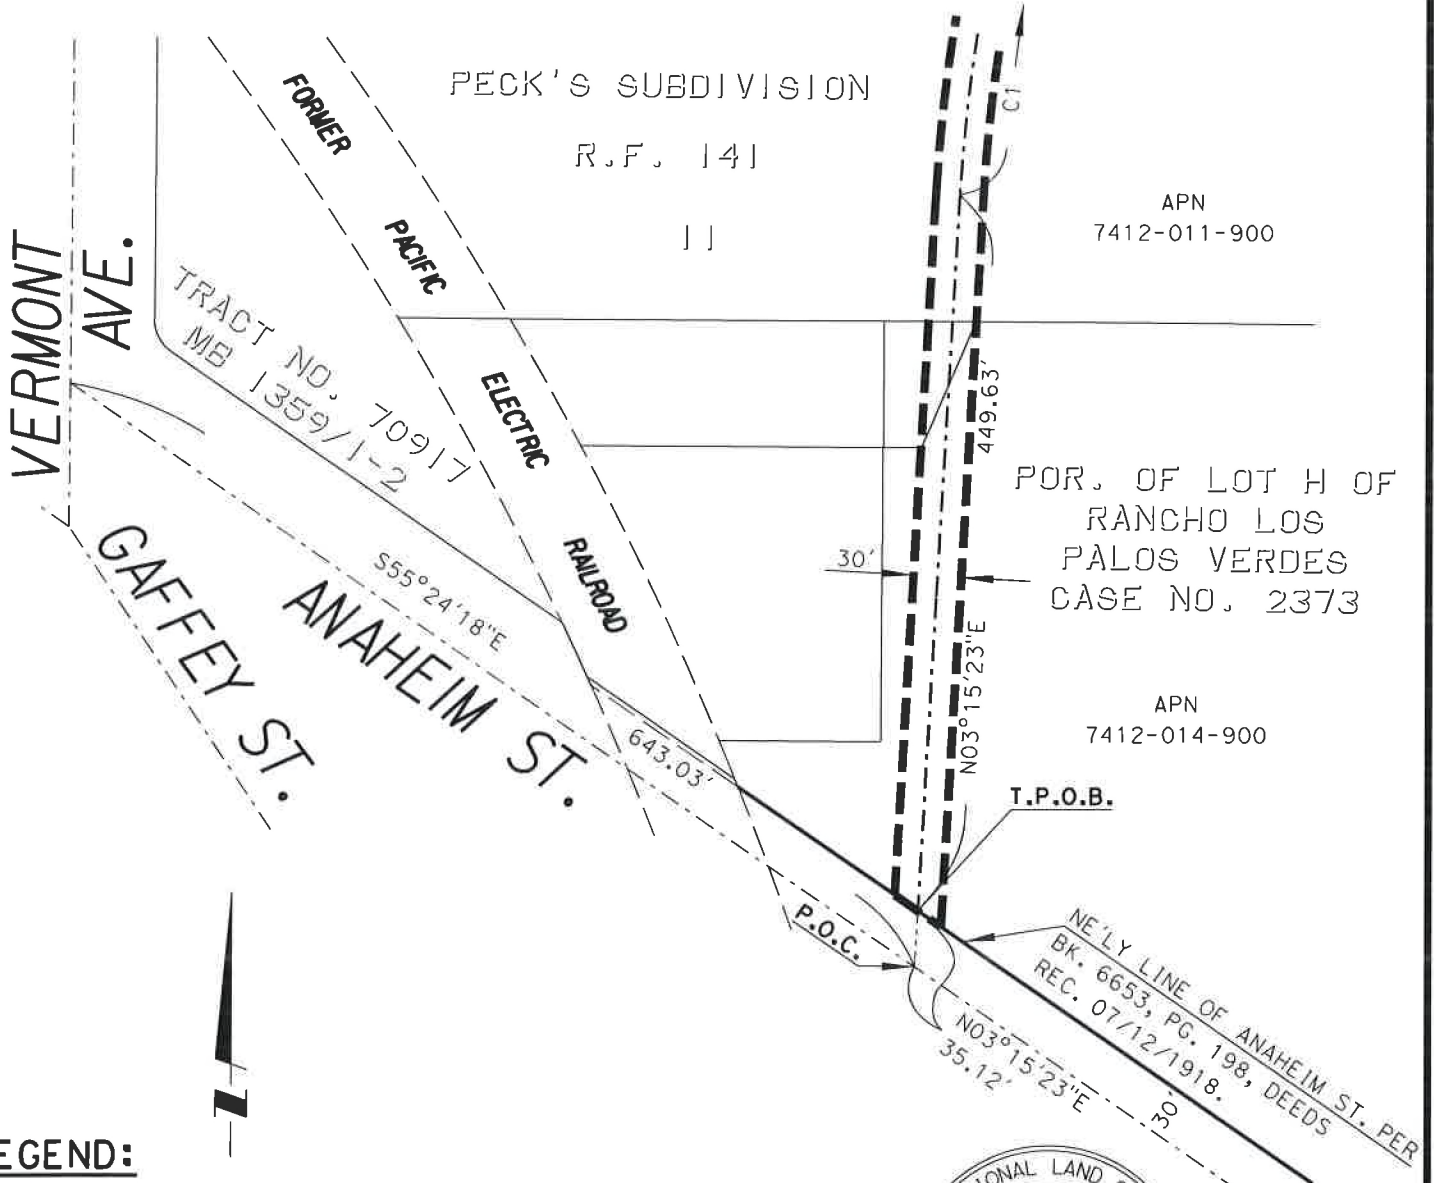 PECK'S SUBDIVISION
R.F. 141
11
FORMER
PACIFIC
ELECTRIC
RAILROAD
C1
APN
7412-011-900
VERMONT
AVE.
TRACT NO. 70917
MB 1359/1-2
449.63'
POR. OF LOT H OF
RANCHO LOS
PALOS VERDES
CASE NO. 2373
30'
GAFFEY ST.
S55°24'18"E
ANAHEIM ST.
643.03'
N03°15'23"E
APN
7412-014-900
T.P.O.B.
P.O.C.
NE'LY LINE OF ANAHEIM ST. PER
BK. 6653, PG. 198, DEEDS
REC. 07/12/1918.
N03°15'23"E
35.12'
30'
N
EGEND:
IONAL LAND